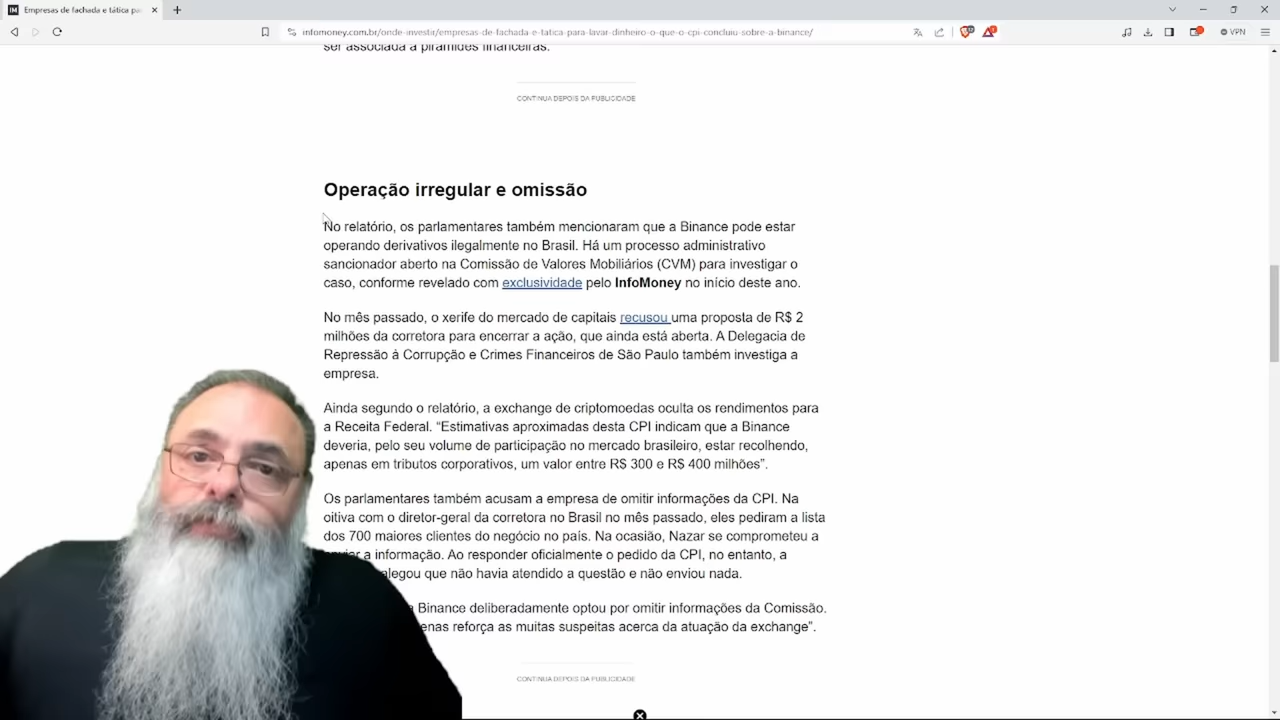 Empresas de fachada e tática pa
infomoney.com.br/onde-investir/empresas-de-fachada-e-tatica-para-lavar-dinheiro-o-que-o-cpi-concluiu-sobre-a-binance/
VPN
ser associada a pirâmides financeiras.
CONTINUA DEPOIS DA PUBLICIDADE
Operação irregular e omissão
No relatório, os parlamentares também mencionaram que a Binance pode estar
operando derivativos ilegalmente no Brasil. Há um processo administrativo
sancionador aberto na Comissão de Valores Mobiliários (CVM) para investigar o
caso, conforme revelado com exclusividade pelo InfoMoney no início deste ano.
No mês passado, o xerife do mercado de capitais recusou uma proposta de R$ 2
milhões da corretora para encerrar a ação, que ainda está aberta. A Delegacia de
Repressão à Corrupção e Crimes Financeiros de São Paulo também investiga a
empresa.
Ainda segundo o relatório, a exchange de criptomoedas oculta os rendimentos para
a Receita Federal. “Estimativas aproximadas desta CPI indicam que a Binance
deveria, pelo seu volume de participação no mercado brasileiro, estar recolhendo,
apenas em tributos corporativos, um valor entre R$ 300 e R$ 400 milhões”.
Os parlamentares também acusam a empresa de omitir informações da CPI. Na
oitiva com o diretor-geral da corretora no Brasil no mês passado, eles pediram a lista
dos 700 maiores clientes do negócio no país. Na ocasião, Nazar se comprometeu a
a informação. Ao responder oficialmente o pedido da CPI, no entanto, a
alegou que não havia atendido a questão e não enviou nada.
a Binance deliberadamente optou por omitir informações da Comissão.
enas reforça as muitas suspeitas acerca da atuação da exchange”.
CONTINUA DEPOIS DA PUBLICIDADE